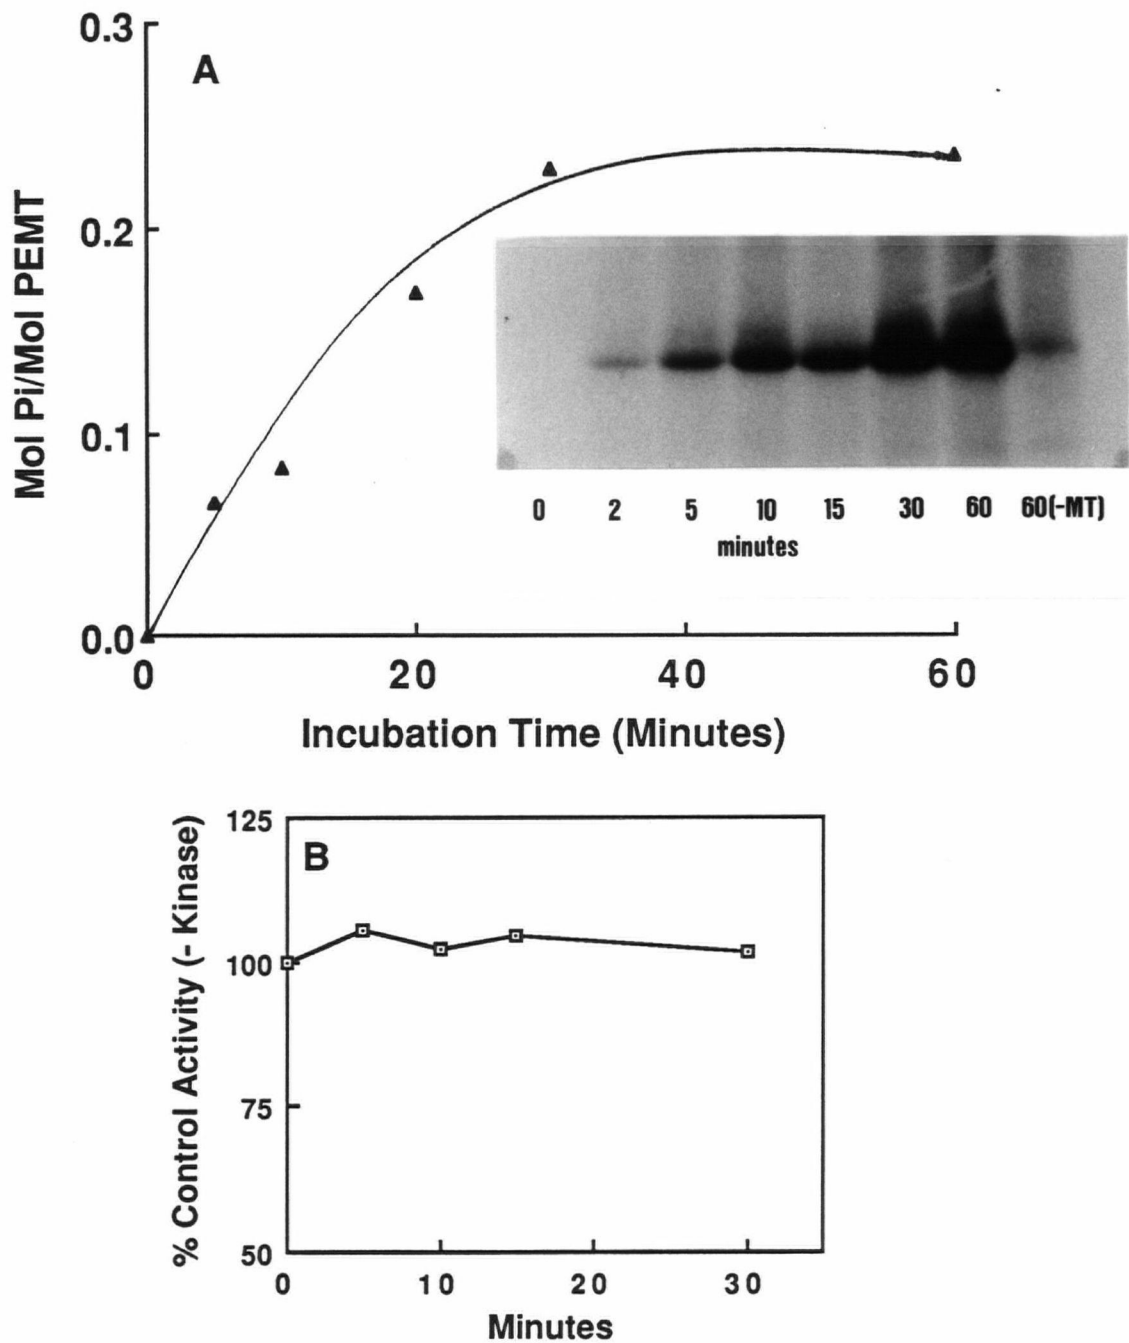 0.3
A
0.2
0.1
0.0
Mol Pi/Mol PEMT
0 2 5 10 15 30 60 60(-MT)
minutes
0 20 40 60
Incubation Time (Minutes)
125
B
100
75
50
% Control Activity (- Kinase)
0 10 20 30
Minutes